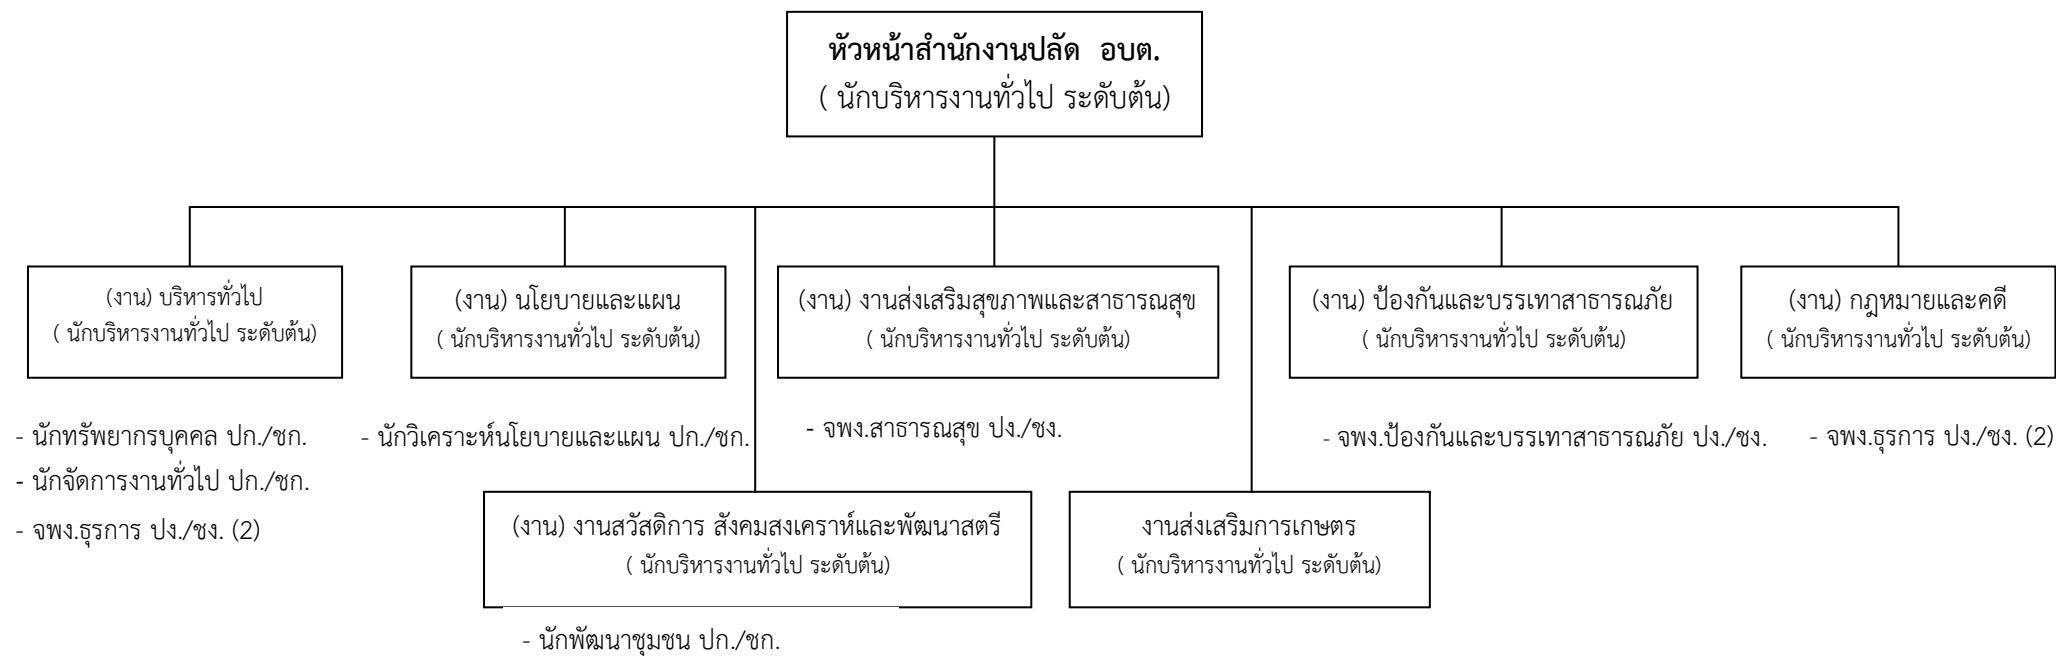 หัวหน้าสำนักงานปลัด อบต.
( นักบริหารงานทั่วไป ระดับต้น)
(งาน) บริหารทั่วไป
( นักบริหารงานทั่วไป ระดับต้น)
(งาน) นโยบายและแผน
( นักบริหารงานทั่วไป ระดับต้น)
(งาน) งานส่งเสริมสุขภาพและสาธารณสุข
( นักบริหารงานทั่วไป ระดับต้น)
(งาน) ป้องกันและบรรเทาสาธารณภัย
( นักบริหารงานทั่วไป ระดับต้น)
(งาน) กฎหมายและคดี
( นักบริหารงานทั่วไป ระดับต้น)
- นักทรัพยากรบุคคล ปก./ชก.
- นักจัดการงานทั่วไป ปก./ชก.
- จพง.ธุรการ ปง./ชง. (2)
- นักวิเคราะห์นโยบายและแผน ปก./ชก.
- จพง.สาธารณสุข ปง./ชง.
- จพง.ป้องกันและบรรเทาสาธารณภัย ปง./ชง.
- จพง.ธุรการ ปง./ชง. (2)
(งาน) งานสวัสดิการ สังคมสงเคราห์และพัฒนาสตรี
( นักบริหารงานทั่วไป ระดับต้น)
งานส่งเสริมการเกษตร
( นักบริหารงานทั่วไป ระดับต้น)
- นักพัฒนาชุมชน ปก./ชก.